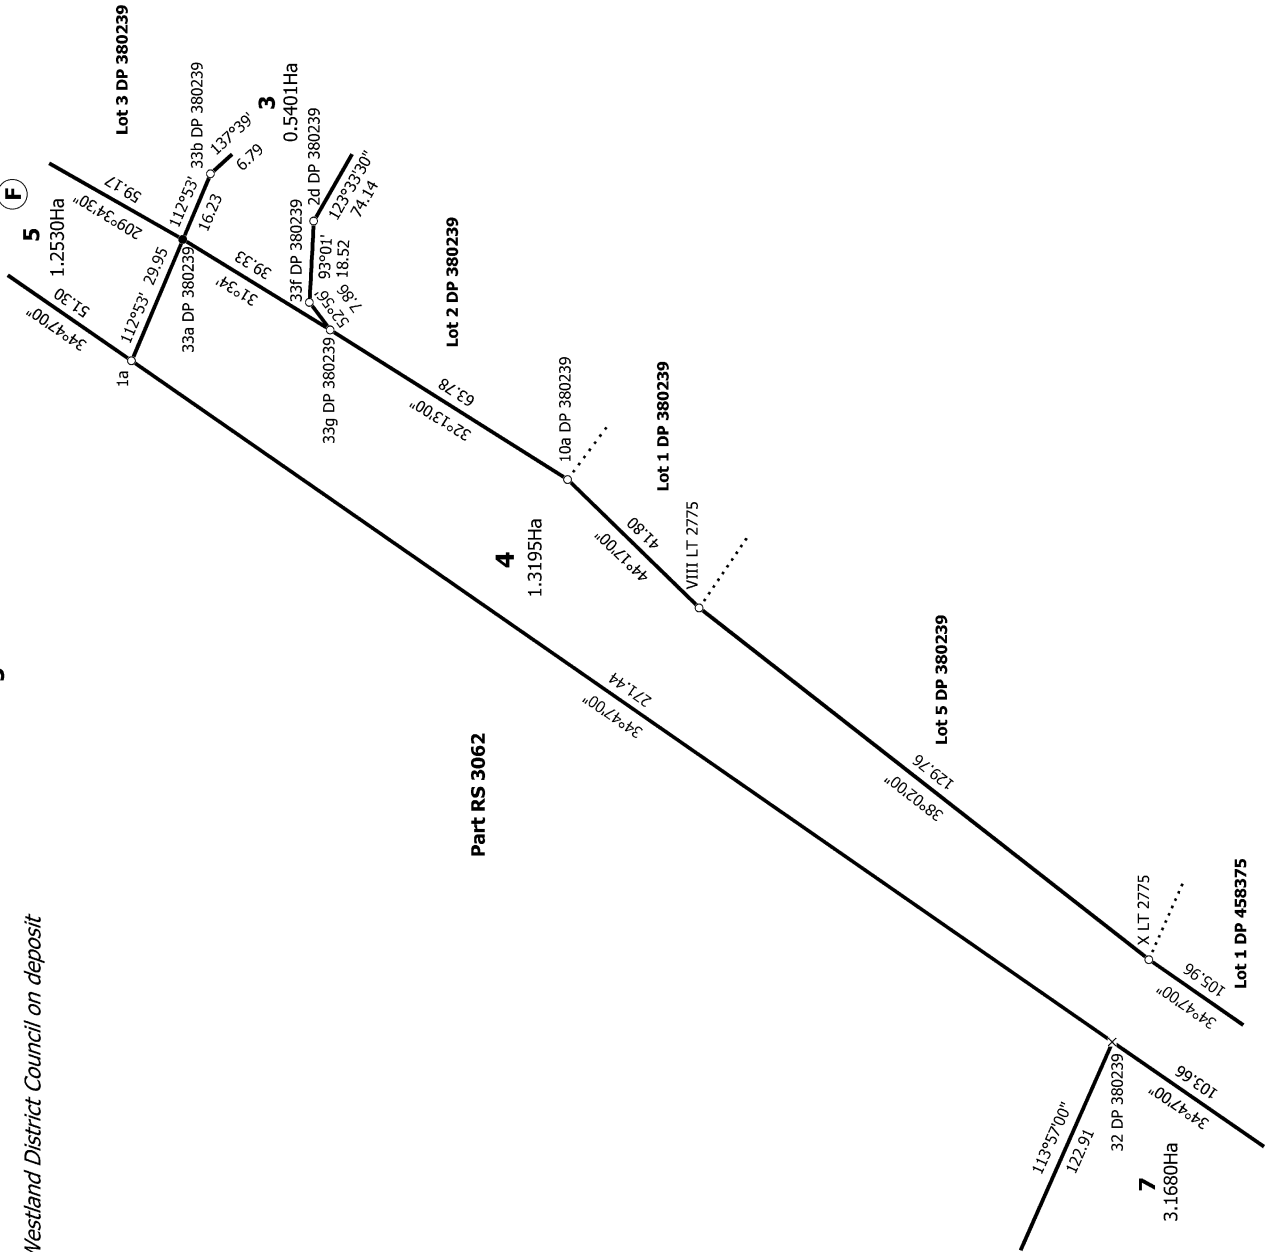 Lot 3 DP 380239
F
5
1.2530Ha
209°34'30"
59.17
112°53'
16.23
33b DP 380239
137°39'
6.79
3
0.5401Ha
34°47'00"
51.30
112°53' 29.95
33a DP 380239
1a
31°34'
39.33
33f DP 380239
2d DP 380239
93°01'
18.52
123°33'30"
74.14
52°56'
7.86
33g DP 380239
Lot 2 DP 380239
32°13'00"
63.78
10a DP 380239
Lot 1 DP 380239
44°17'00"
41.80
VIII LT 2775
4
1.3195Ha
34°47'00"
271.44
Part RS 3062
Lot 5 DP 380239
38°02'00"
129.76
X LT 2775
34°47'00"
105.96
Lot 1 DP 458375
Westland District Council on deposit
32 DP 380239
34°47'00"
103.66
113°57'00"
122.91
7
3.1680Ha